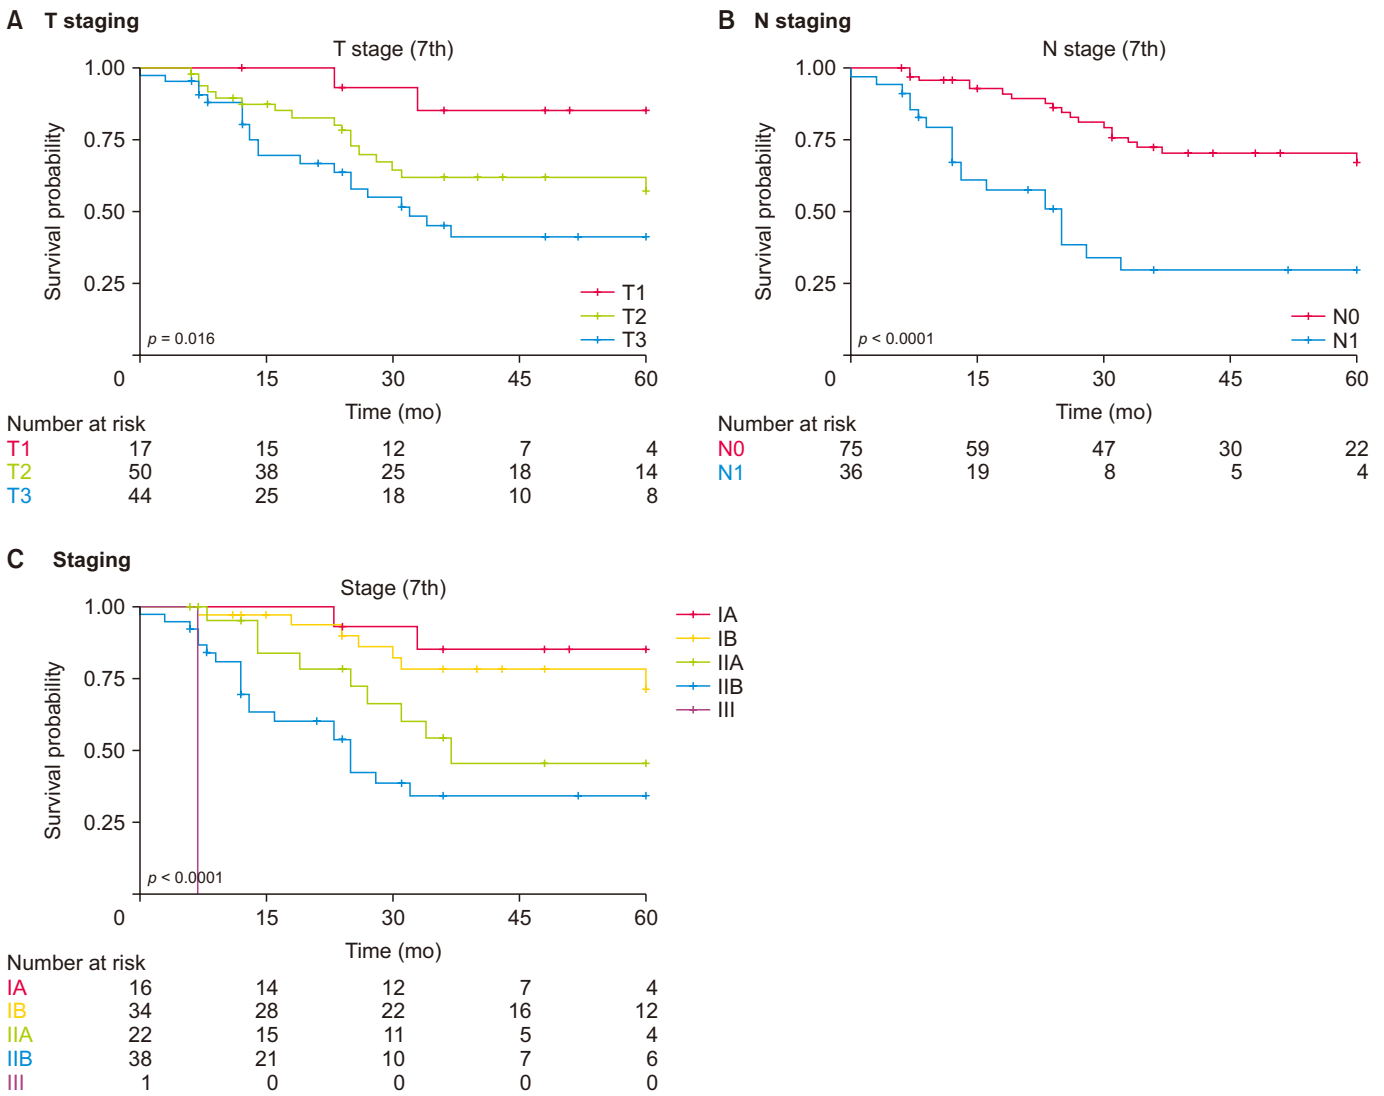 A T staging
T stage (7th)
Survival probability
1.00
0.75
0.50
0.25
p = 0.016
T1
T2
T3
0 15 30 45 60
Time (mo)
Number at risk
T1 17 15 12 7 4
T2 50 38 25 18 14
T3 44 25 18 10 8
B N staging
N stage (7th)
Survival probability
1.00
0.75
0.50
0.25
p < 0.0001
N0
N1
0 15 30 45 60
Time (mo)
Number at risk
N0 75 59 47 30 22
N1 36 19 8 5 4
C Staging
Stage (7th)
Survival probability
1.00
0.75
0.50
0.25
p < 0.0001
IA
IB
IIA
IIB
III
0 15 30 45 60
Time (mo)
Number at risk
IA 16 14 12 7 4
IB 34 28 22 16 12
IIA 22 15 11 5 4
IIB 38 21 10 7 6
III 1 0 0 0 0